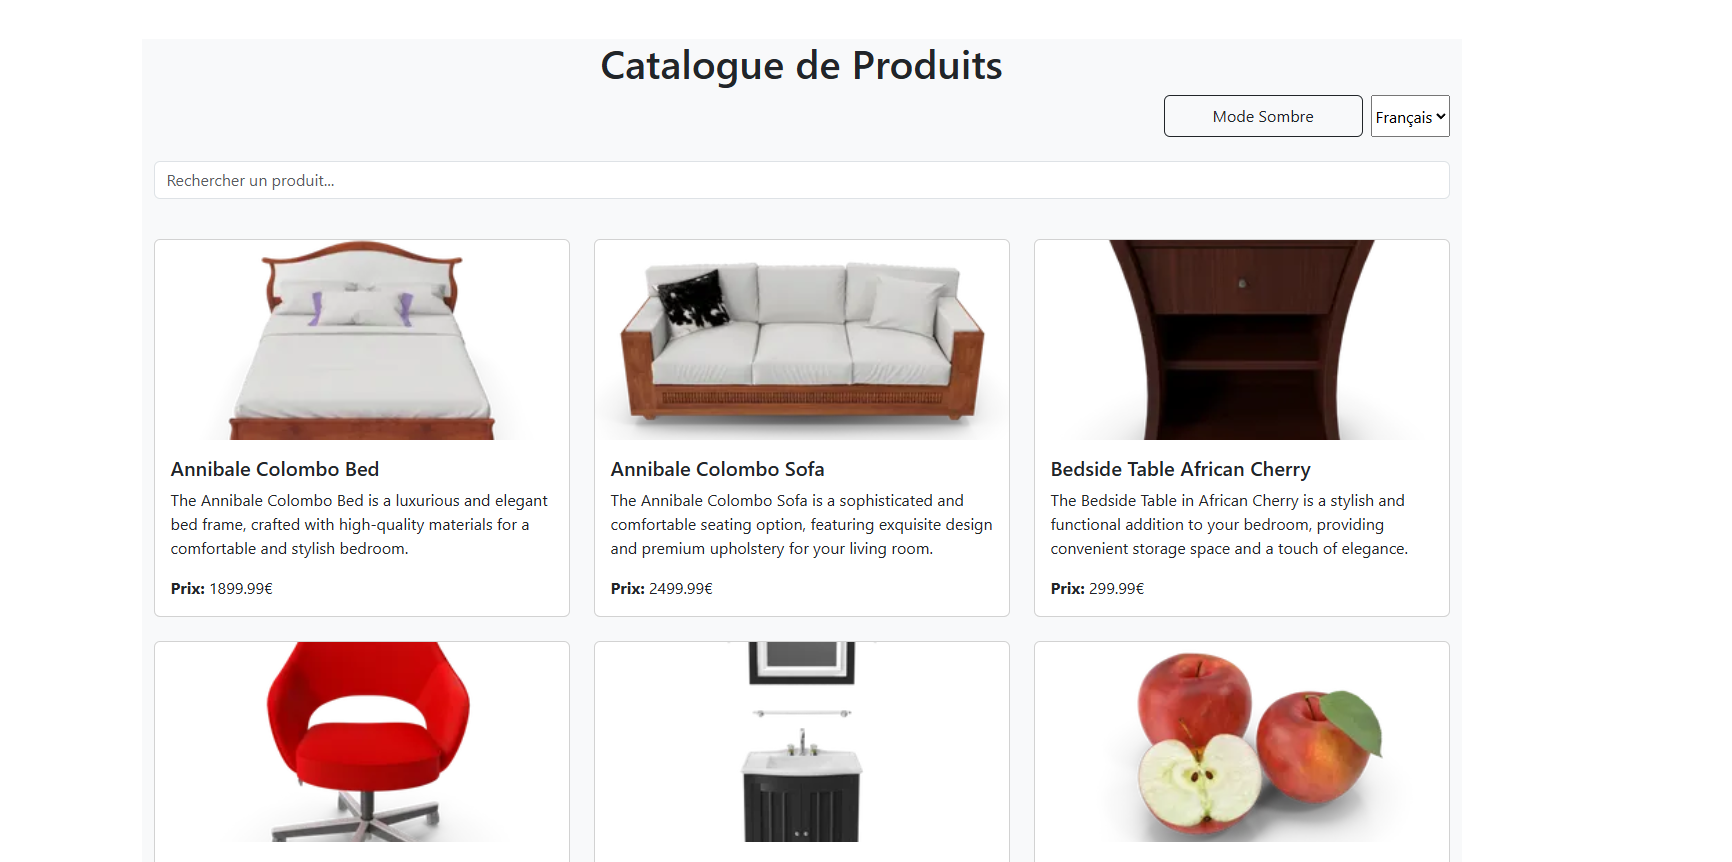 Catalogue de Produits
Mode Sombre
Français
Rechercher un produit...
Annibale Colombo Bed
The Annibale Colombo Bed is a luxurious and elegant
bed frame, crafted with high-quality materials for a
comfortable and stylish bedroom.
Prix: 1899.99€
Annibale Colombo Sofa
The Annibale Colombo Sofa is a sophisticated and
comfortable seating option, featuring exquisite design
and premium upholstery for your living room.
Prix: 2499.99€
Bedside Table African Cherry
The Bedside Table in African Cherry is a stylish and
functional addition to your bedroom, providing
convenient storage space and a touch of elegance.
Prix: 299.99€